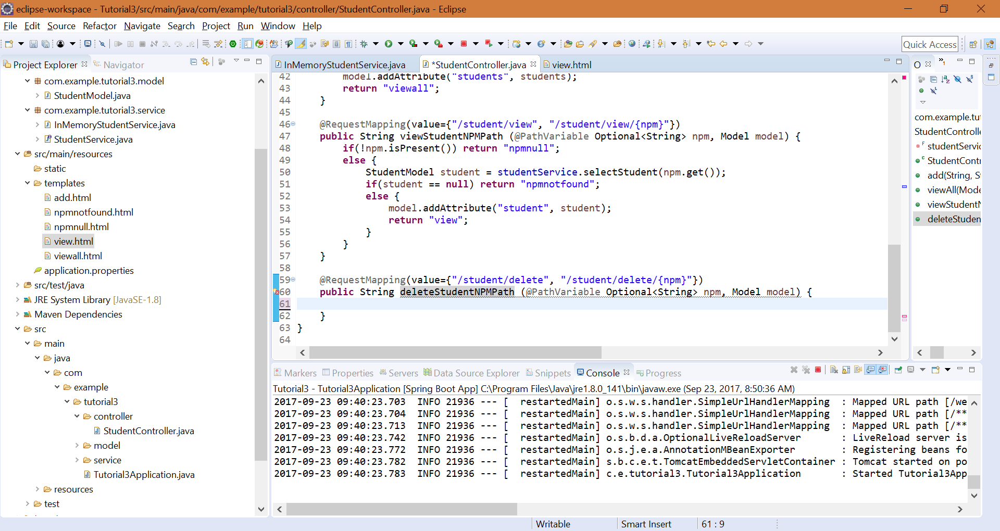 eclipse-workspace - Tutorial3/src/main/java/com/example/tutorial3/controller/StudentController.java - Eclipse
File Edit Source Refactor Navigate Search Project Run Window Help
Quick Access
Project Explorer Navigator
com.example.tutorial3.model
StudentModel.java
com.example.tutorial3.service
InMemoryStudentService.java
StudentService.java
src/main/resources
static
templates
add.html
npmnotfound.html
npmnull.html
view.html
viewall.html
application.properties
src/test/java
JRE System Library [JavaSE-1.8]
Maven Dependencies
src
main
java
com
example
tutorial3
controller
StudentController.java
model
service
Tutorial3Application.java
resources
test
InMemoryStudentService.java *StudentController.java view.html
42 model.addAttribute("students", students);
43 return "viewall";
44 }
45
46 @RequestMapping(value={"/student/view", "/student/view/{npm}"})
47 public String viewStudentNPMPath (@PathVariable Optional<String> npm, Model model) {
48 if(!npm.isPresent()) return "npmnull";
49 else {
50 StudentModel student = studentService.selectStudent(npm.get());
51 if(student == null) return "npmnotfound";
52 else {
53 model.addAttribute("student", student);
54 return "view";
55 }
56 }
57 }
58
59 @RequestMapping(value={"/student/delete", "/student/delete/{npm}"})
60 public String deleteStudentNPMPath (@PathVariable Optional<String> npm, Model model) {
61
62 }
63 }
64
O
com.example.tu
StudentControlle
studentServic
StudentContr
add(String, S
viewAll(Mode
viewStudentN
deleteStuden
Markers Properties Servers Data Source Explorer Snippets Console Progress
Tutorial3 - Tutorial3Application [Spring Boot App] C:\Program Files\Java\jre1.8.0_141\bin\javaw.exe (Sep 23, 2017, 8:50:36 AM)
2017-09-23 09:40:23.703 INFO 21936 --- [ restartedMain] o.s.w.s.handler.SimpleUrlHandlerMapping : Mapped URL path [/we
2017-09-23 09:40:23.704 INFO 21936 --- [ restartedMain] o.s.w.s.handler.SimpleUrlHandlerMapping : Mapped URL path [/**
2017-09-23 09:40:23.713 INFO 21936 --- [ restartedMain] o.s.w.s.handler.SimpleUrlHandlerMapping : Mapped URL path [/**
2017-09-23 09:40:23.742 INFO 21936 --- [ restartedMain] o.s.b.d.a.OptionalLiveReloadServer : LiveReload server is
2017-09-23 09:40:23.772 INFO 21936 --- [ restartedMain] o.s.j.e.a.AnnotationMBeanExporter : Registering beans fo
2017-09-23 09:40:23.782 INFO 21936 --- [ restartedMain] s.b.c.e.t.TomcatEmbeddedServletContainer : Tomcat started on po
2017-09-23 09:40:23.783 INFO 21936 --- [ restartedMain] c.e.tutorial3.Tutorial3Application : Started Tutorial3App
Writable Smart Insert 61 : 9